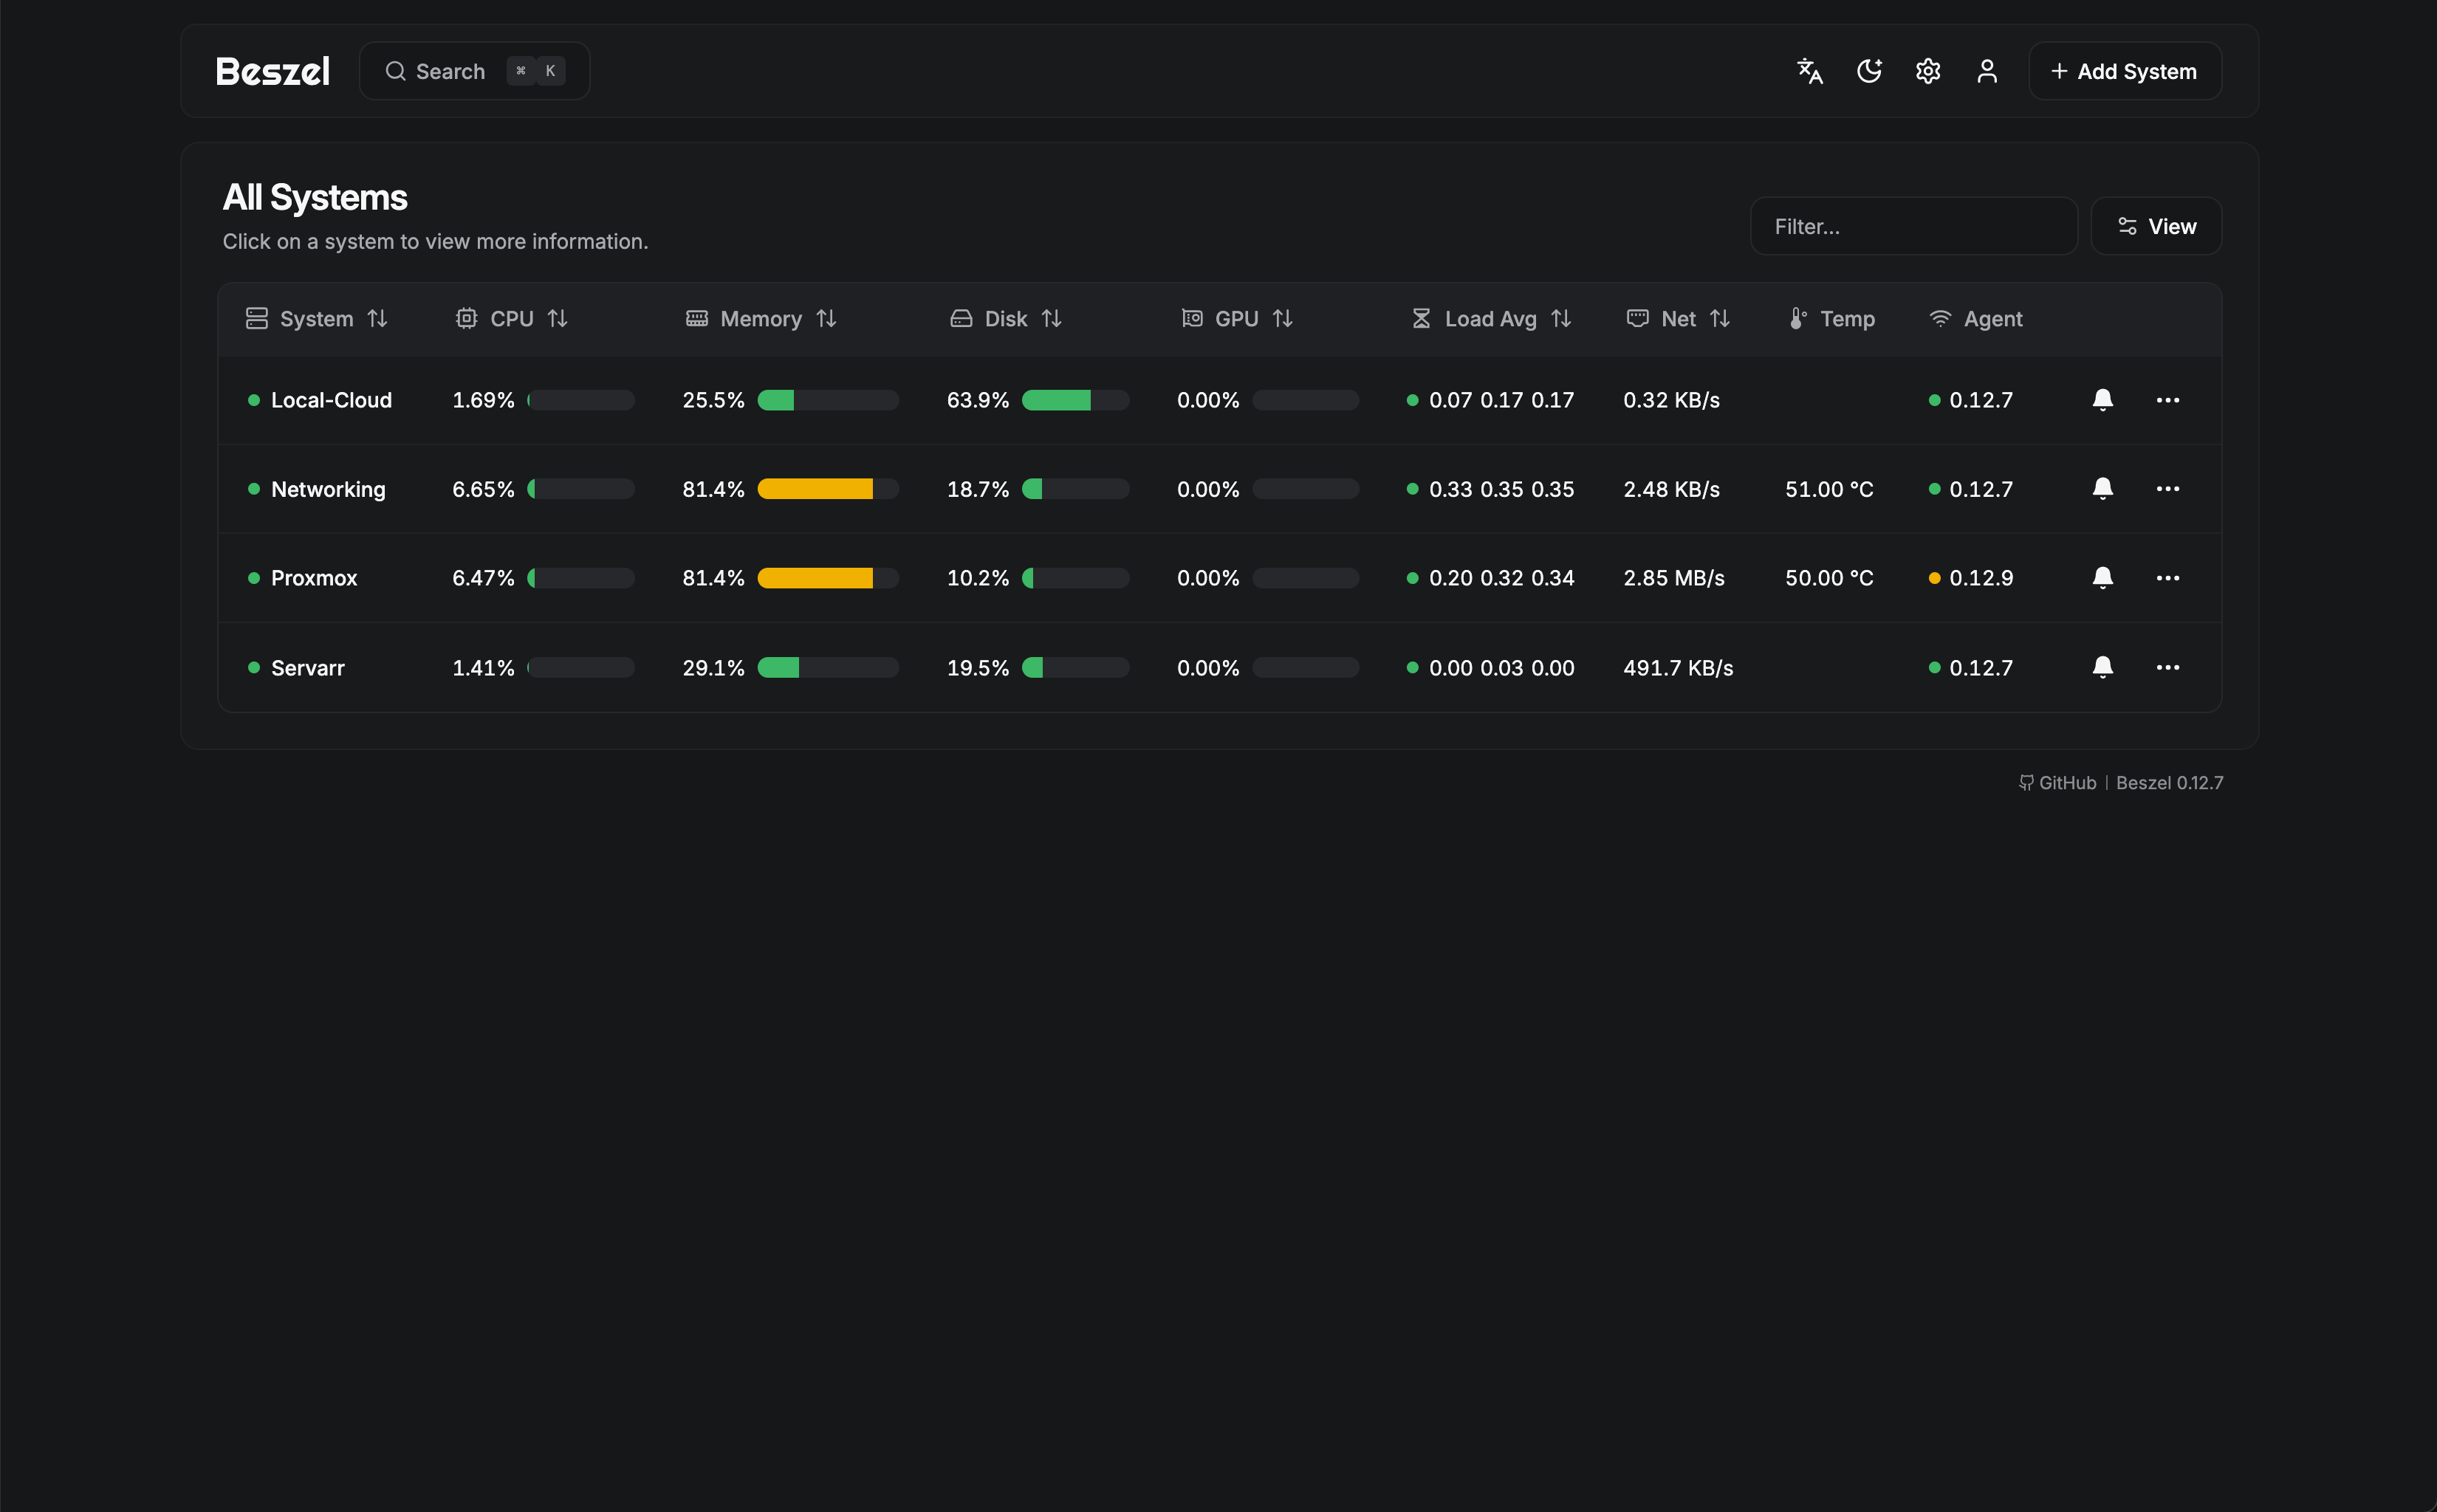 Beszel Search ⌘ K Add System
All Systems
Click on a system to view more information.
Filter... View
System CPU Memory Disk GPU Load Avg Net Temp Agent
Local-Cloud 1.69% 25.5% 63.9% 0.00% 0.07 0.17 0.17 0.32 KB/s 0.12.7
Networking 6.65% 81.4% 18.7% 0.00% 0.33 0.35 0.35 2.48 KB/s 51.00 °C 0.12.7
Proxmox 6.47% 81.4% 10.2% 0.00% 0.20 0.32 0.34 2.85 MB/s 50.00 °C 0.12.9
Servarr 1.41% 29.1% 19.5% 0.00% 0.00 0.03 0.00 491.7 KB/s 0.12.7
GitHub | Beszel 0.12.7